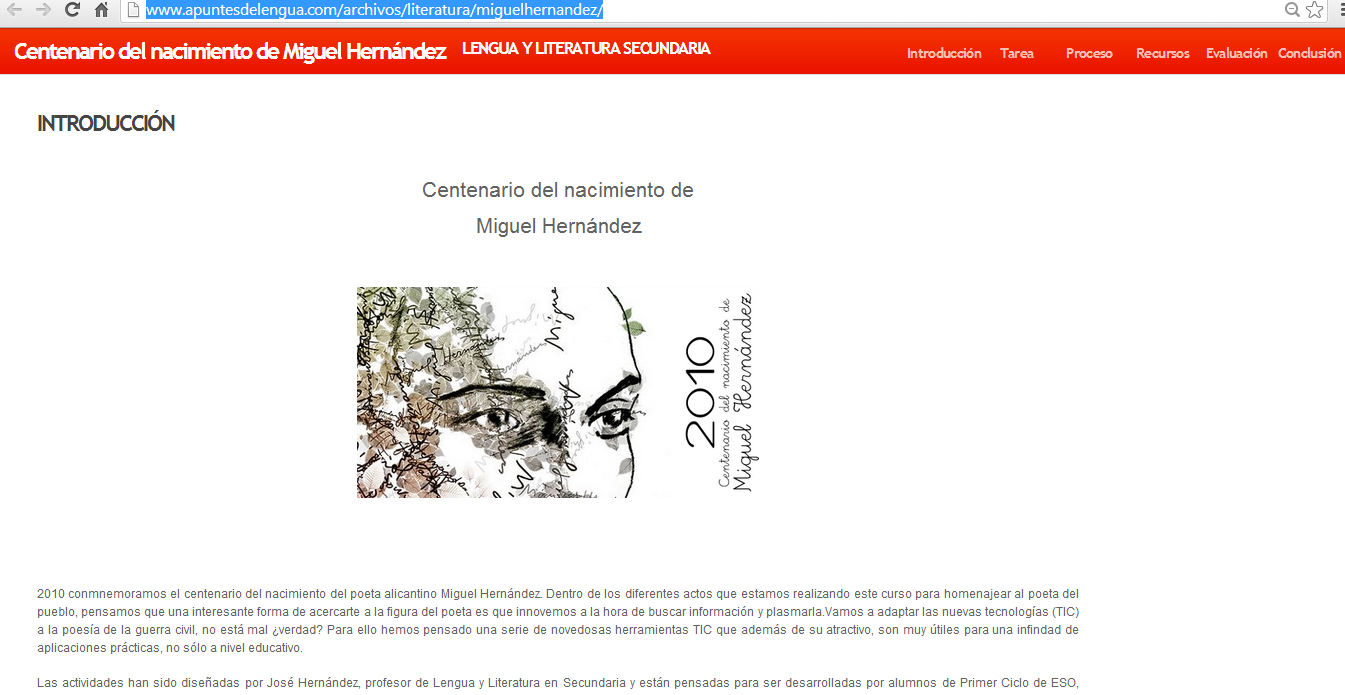 www.apuntesdelengua.com/archivos/literatura/miguelhernandez/
Centenario del nacimiento de Miguel Hernández LENGUA Y LITERATURA SECUNDARIA Introducción Tarea Proceso Recursos Evaluación Conclusión
INTRODUCCIÓN
Centenario del nacimiento de
Miguel Hernández
2010
Centenario del nacimiento de
Miguel Hernández
2010 conmnemoramos el centenario del nacimiento del poeta alicantino Miguel Hernández. Dentro de los diferentes actos que estamos realizando este curso para homenajear al poeta del
pueblo, pensamos que una interesante forma de acercarte a la figura del poeta es que innovemos a la hora de buscar información y plasmarla.Vamos a adaptar las nuevas tecnologías (TIC)
a la poesía de la guerra civil, no está mal ¿verdad? Para ello hemos pensado una serie de novedosas herramientas TIC que además de su atractivo, son muy útiles para una infindad de
aplicaciones prácticas, no sólo a nivel educativo.
Las actividades han sido diseñadas por José Hernández, profesor de Lengua y Literatura en Secundaria y están pensadas para ser desarrolladas por alumnos de Primer Ciclo de ESO,